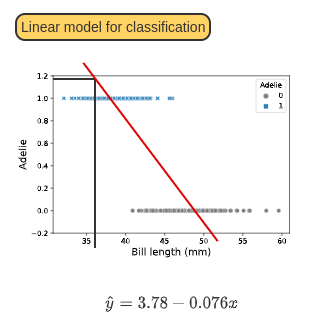 Linear model for classification
Adelie
0
1
1.2
1.0
0.8
0.6
0.4
0.2
0.0
−0.2
Adelie
35 40 45 50 55 60
Bill length (mm)
ŷ = 3.78 − 0.076x